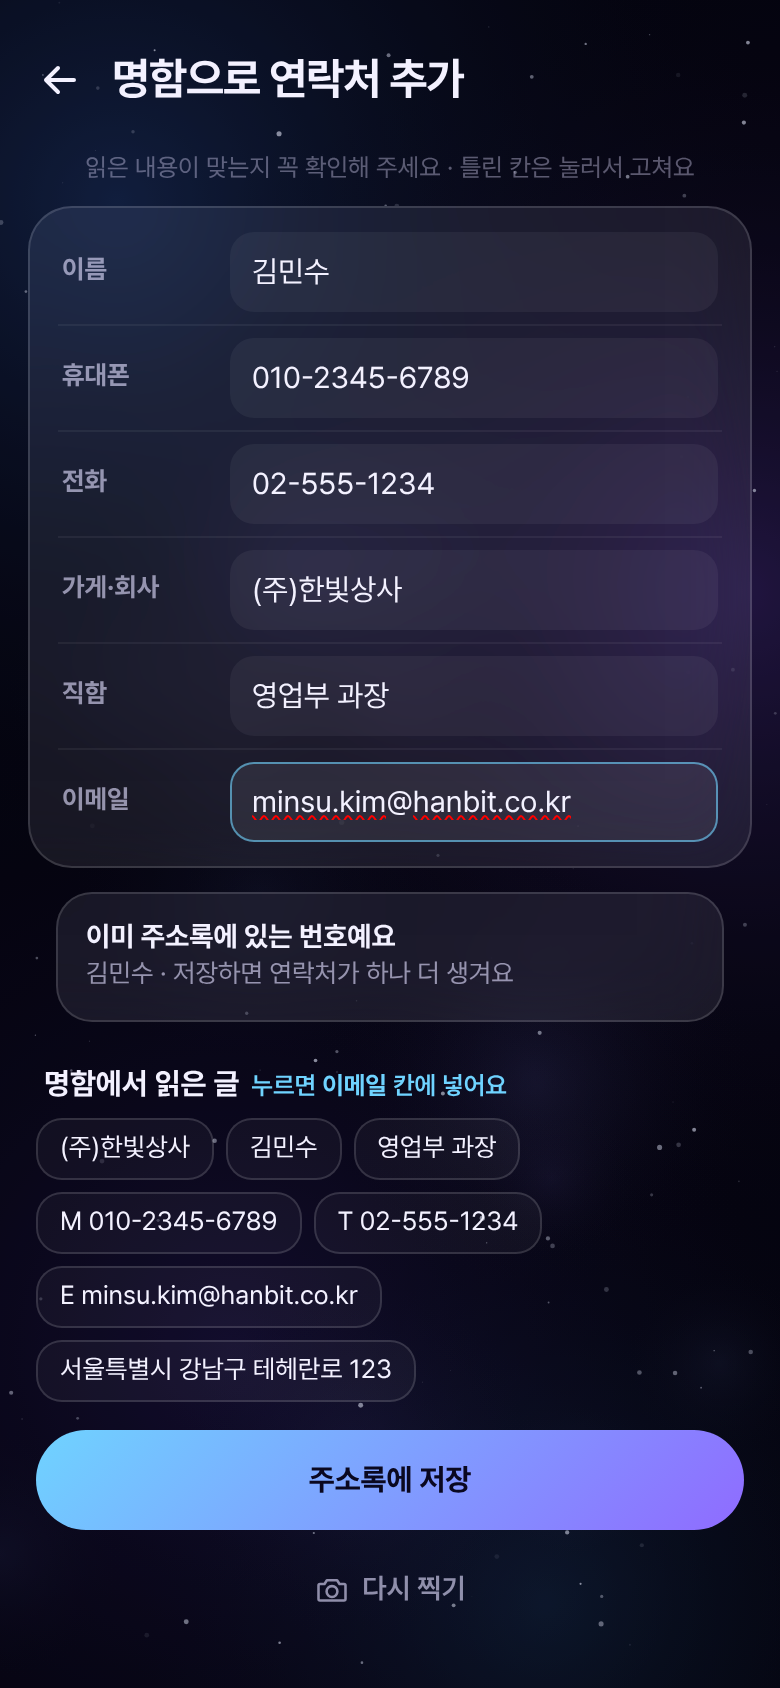 명함으로 연락처 추가
읽은 내용이 맞는지 꼭 확인해 주세요 · 틀린 칸은 눌러서 고쳐요
이름 김민수
휴대폰 010-2345-6789
전화 02-555-1234
가게·회사 (주)한빛상사
직함 영업부 과장
이메일 minsu.kim@hanbit.co.kr
이미 주소록에 있는 번호예요
김민수 · 저장하면 연락처가 하나 더 생겨요
명함에서 읽은 글 누르면 이메일 칸에 넣어요
(주)한빛상사 김민수 영업부 과장
M 010-2345-6789 T 02-555-1234
E minsu.kim@hanbit.co.kr
서울특별시 강남구 테헤란로 123
주소록에 저장
다시 찍기